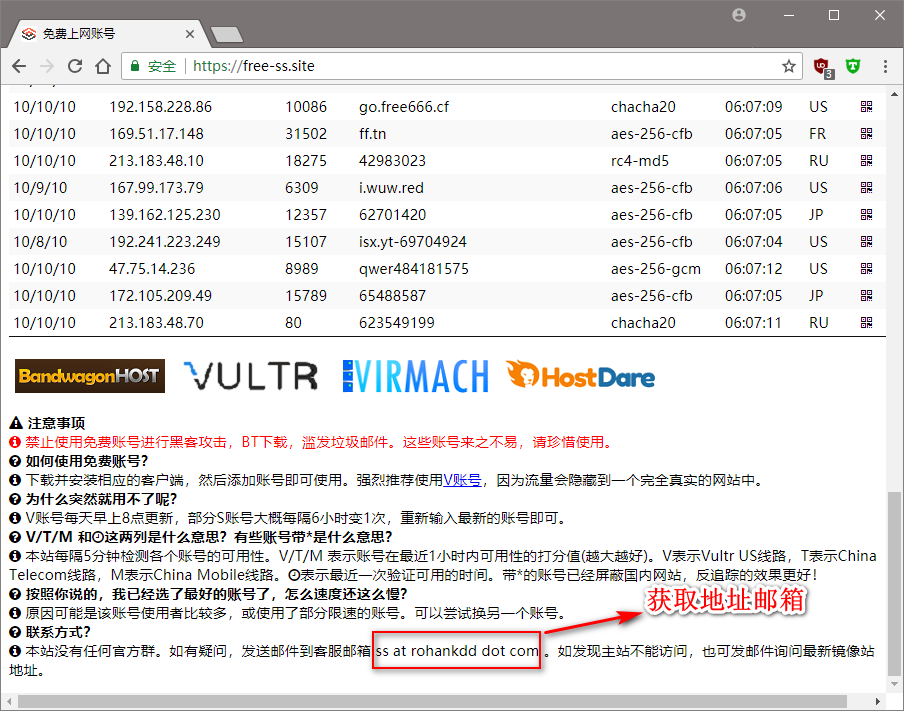 免费上网账号
安全 https://free-ss.site
3
10/10/10 192.158.228.86 10086 go.free666.cf chacha20 06:07:09 US
10/10/10 169.51.17.148 31502 ff.tn aes-256-cfb 06:07:05 FR
10/10/10 213.183.48.10 18275 42983023 rc4-md5 06:07:05 RU
10/9/10 167.99.173.79 6309 i.wuw.red aes-256-cfb 06:07:06 US
10/10/10 139.162.125.230 12357 62701420 aes-256-cfb 06:07:05 JP
10/8/10 192.241.223.249 15107 isx.yt-69704924 aes-256-cfb 06:07:04 US
10/10/10 47.75.14.236 8989 qwer484181575 aes-256-gcm 06:07:12 US
10/10/10 172.105.209.49 15789 65488587 aes-256-cfb 06:07:05 JP
10/10/10 213.183.48.70 80 623549199 chacha20 06:07:11 RU
BandwagonHOST VULTR VIRMACH HostDare
注意事项
禁止使用免费账号进行黑客攻击，BT下载，滥发垃圾邮件。这些账号来之不易，请珍惜使用。
如何使用免费账号?
下载并安装相应的客户端，然后添加账号即可使用。强烈推荐使用V账号，因为流量会隐藏到一个完全真实的网站中。
为什么突然就用不了呢?
V账号每天早上8点更新，部分S账号大概每隔6小时变1次，重新输入最新的账号即可。
V/T/M 和这两列是什么意思? 有些账号带*是什么意思?
本站每隔5分钟检测各个账号的可用性。V/T/M 表示账号在最近1小时内可用性的打分值(越大越好)。V表示Vultr US线路，T表示China
Telecom线路，M表示China Mobile线路。表示最近一次验证可用的时间。带*的账号已经屏蔽国内网站，反追踪的效果更好!
按照你说的，我已经选了最好的账号了，怎么速度还这么慢?
原因可能是该账号使用者比较多，或使用了部分限速的账号。可以尝试换另一个账号。
获取地址邮箱
联系方式?
本站没有任何官方群。如有疑问，发送邮件到客服邮箱 ss at rohankdd dot com 。如发现主站不能访问，也可发邮件询问最新镜像站
地址。